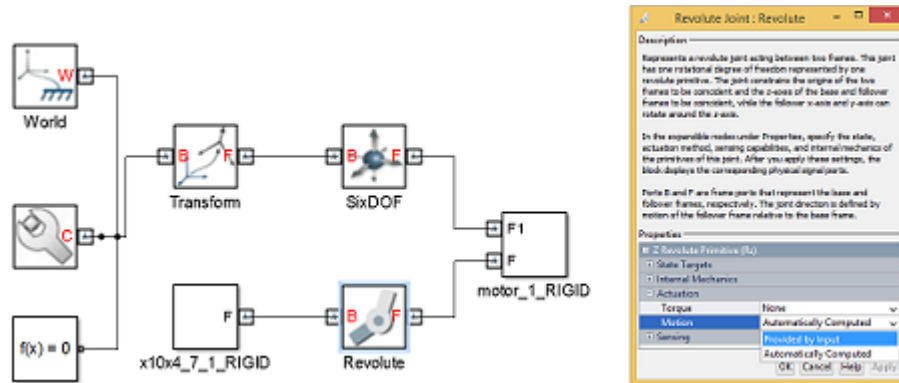 W
World
B F
Transform
B F
SixDOF
C
F1
F
motor_1_RIGID
f(x) = 0
F
x10x4_7_1_RIGID
B F
Revolute
Revolute Joint : Revolute
Description
Represents a revolute joint acting between two frames. This joint
has one rotational degree of freedom represented by one
revolute primitive. The joint constrains the origins of the two
frames to be coincident and the z-axes of the base and follower
frames to be coincident, while the follower x-axis and y-axis can
rotate around the z-axis.
In the expandable nodes under Properties, specify the state,
actuation method, sensing capabilities, and internal mechanics of
the primitives of this joint. After you apply these settings, the
block displays the corresponding physical signal ports.
Ports B and F are frame ports that represent the base and
follower frames, respectively. The joint direction is defined by
motion of the follower frame relative to the base frame.
Properties
Z Revolute Primitive (Rz)
State Targets
Internal Mechanics
Actuation
Torque None
Motion Automatically Computed
Provided by Input
Sensing
Automatically Computed
OK Cancel Help Apply